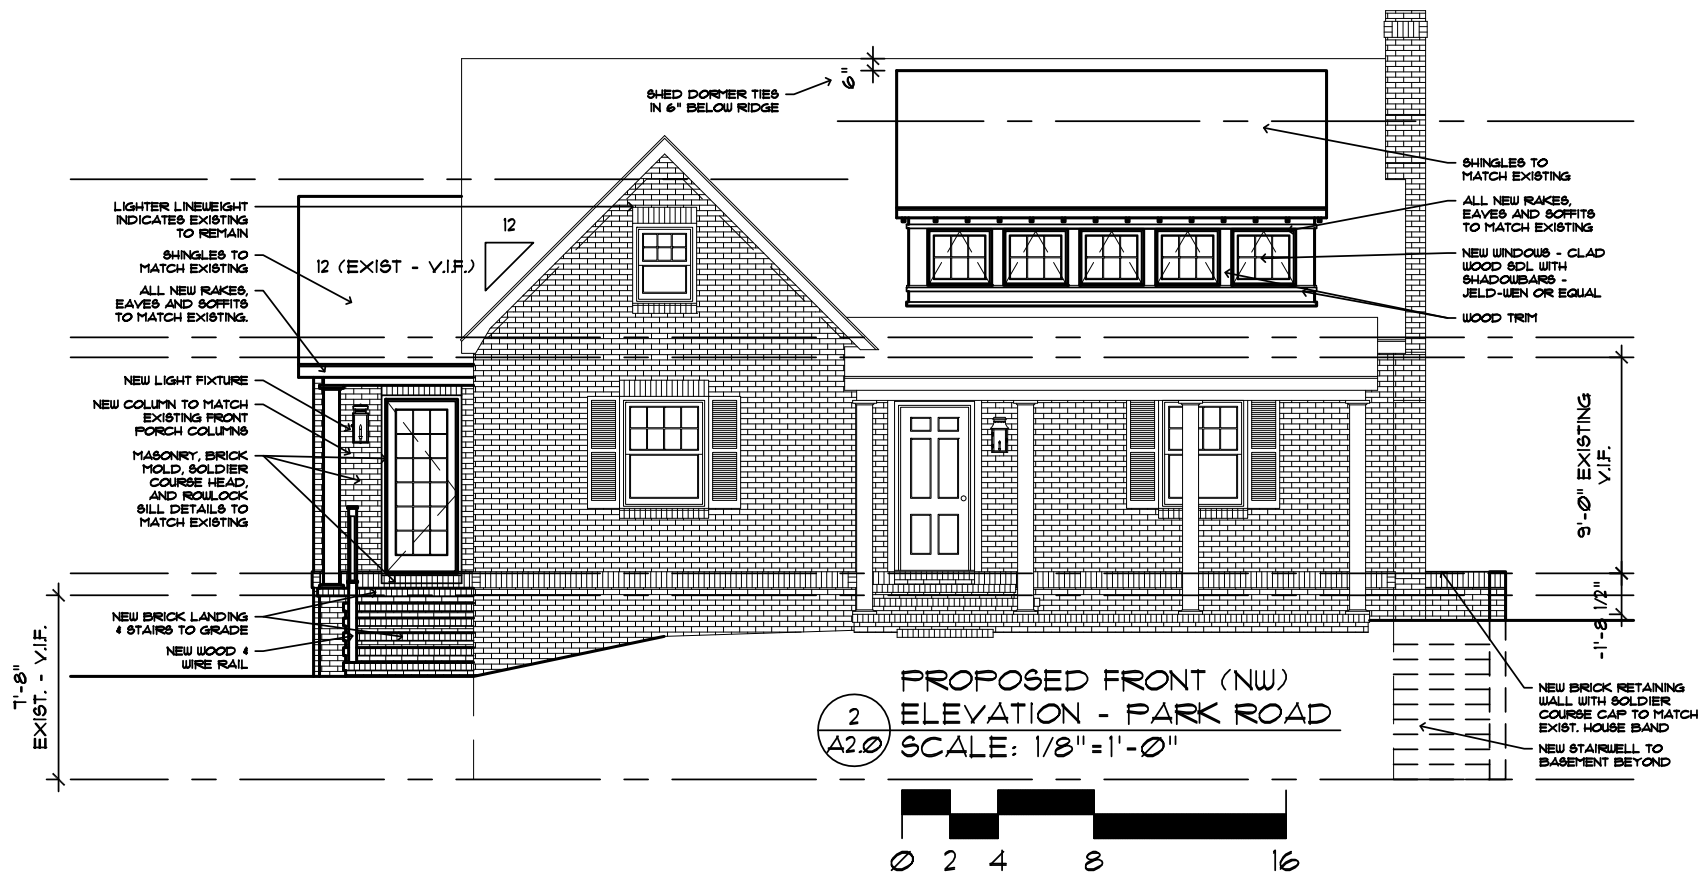 6"
SHED DORMER TIES
IN 6" BELOW RIDGE
LIGHTER LINEWEIGHT
INDICATES EXISTING
TO REMAIN
SHINGLES TO
MATCH EXISTING
ALL NEW RAKES,
EAVES AND SOFFITS
TO MATCH EXISTING.
12
12 (EXIST - V.I.F.)
NEW LIGHT FIXTURE
NEW COLUMN TO MATCH
EXISTING FRONT
PORCH COLUMNS
MASONRY, BRICK
MOLD, SOLDIER
COURSE HEAD,
AND ROWLOCK
SILL DETAILS TO
MATCH EXISTING
NEW BRICK LANDING
& STAIRS TO GRADE
NEW WOOD &
WIRE RAIL
7'-8"
EXIST. - V.I.F.
SHINGLES TO
MATCH EXISTING
ALL NEW RAKES,
EAVES AND SOFFITS
TO MATCH EXISTING
NEW WINDOWS - CLAD
WOOD SDL WITH
SHADOWBARS -
JELD-WEN OR EQUAL
WOOD TRIM
9'-0" EXISTING
V.I.F.
-1'-8 1/2"
NEW BRICK RETAINING
WALL WITH SOLDIER
COURSE CAP TO MATCH
EXIST. HOUSE BAND
NEW STAIRWELL TO
BASEMENT BEYOND
2
A2.0
PROPOSED FRONT (NW)
ELEVATION - PARK ROAD
SCALE: 1/8"=1'-0"
0 2 4 8 16